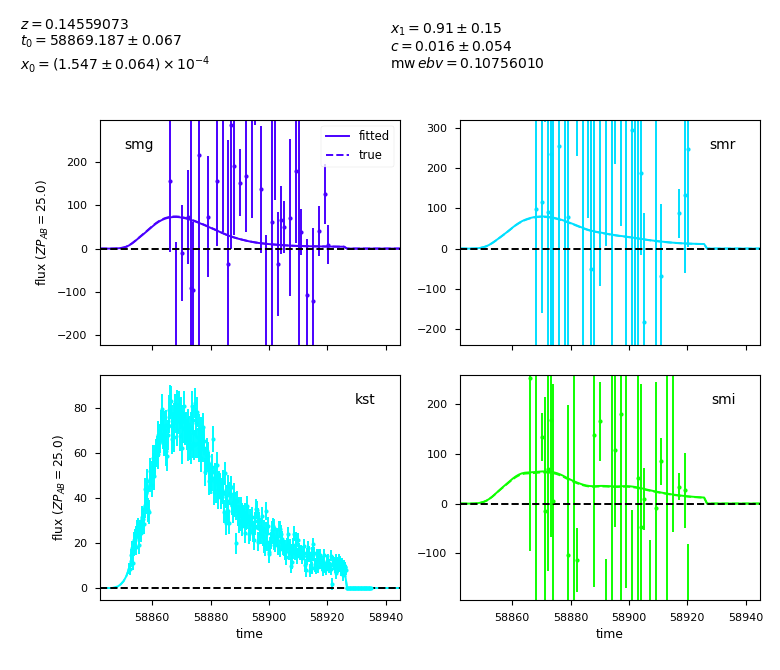 z = 0.14559073
t₀ = 58869.187 ± 0.067
x₀ = (1.547 ± 0.064) × 10⁻⁴
x₁ = 0.91 ± 0.15
c = 0.016 ± 0.054
mwebv = 0.10756010
smg
fitted
true
200
100
0
−100
−200
flux (ZP_AB = 25.0)
smr
300
200
100
0
−100
−200
kst
80
60
40
20
0
flux (ZP_AB = 25.0)
58860 58880 58900 58920 58940
time
smi
200
100
0
−100
58860 58880 58900 58920 58940
time